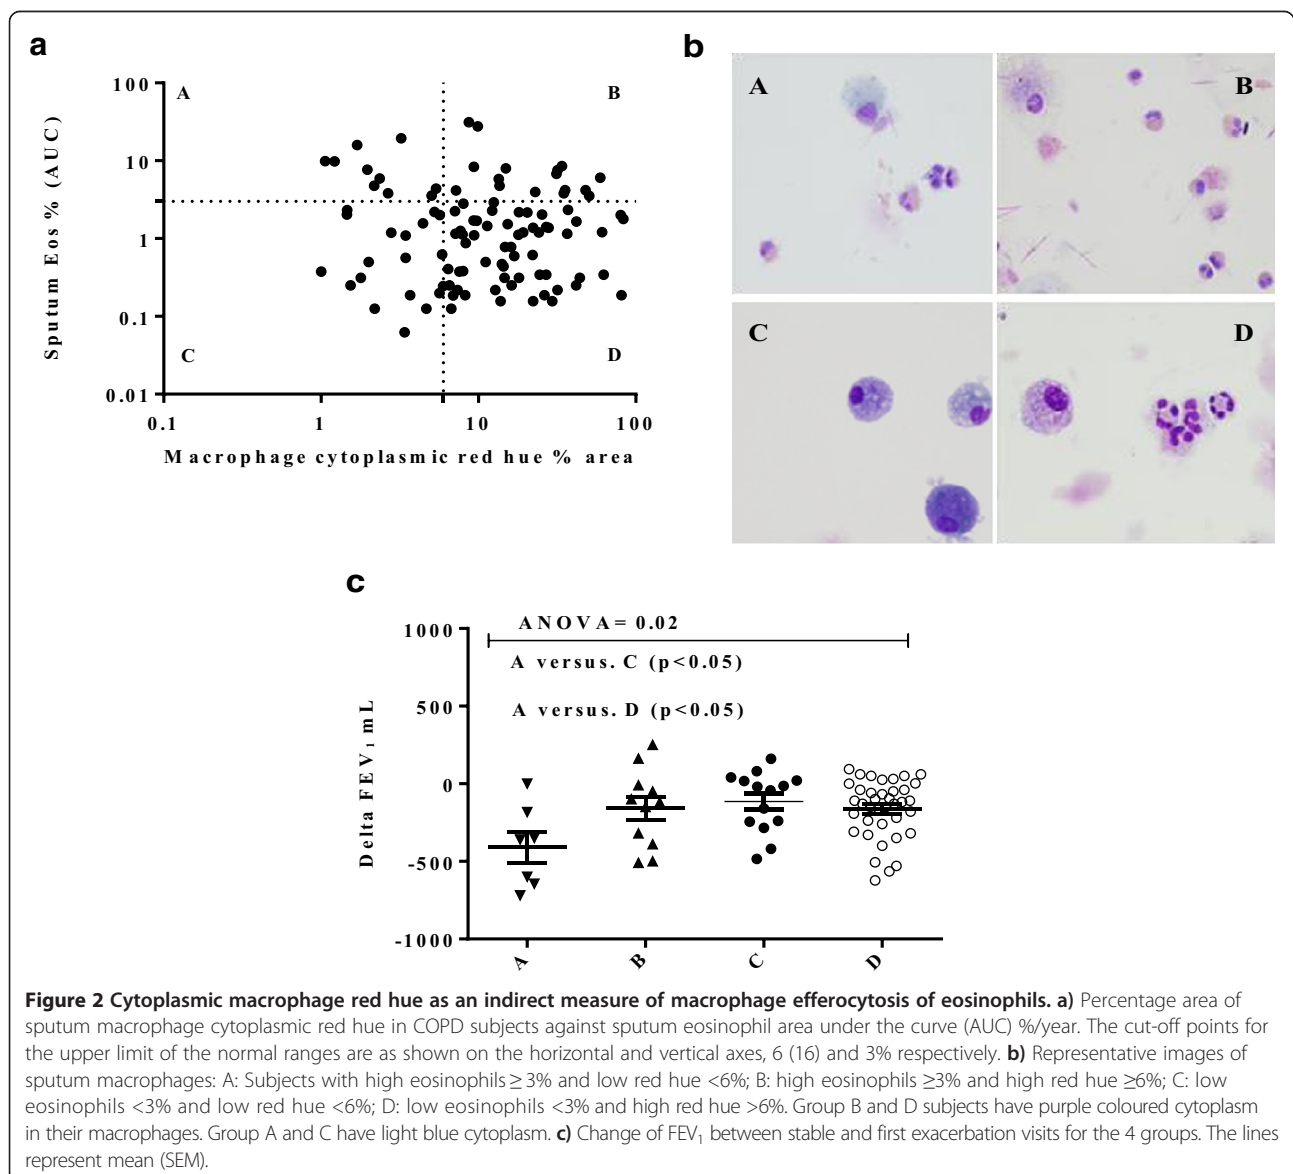 a
b
100
10
1
0.1
0.01
A
B
C
D
Sputum Eos % (AUC)
0.1
1
10
100
Macrophage cytoplasmic red hue % area
A
B
C
D
c
ANOVA= 0.02
A versus. C (p<0.05)
A versus. D (p<0.05)
1000
500
0
-500
-1000
Delta FEV₁ mL
A
B
C
D
Figure 2 Cytoplasmic macrophage red hue as an indirect measure of macrophage efferocytosis of eosinophils. a) Percentage area of
sputum macrophage cytoplasmic red hue in COPD subjects against sputum eosinophil area under the curve (AUC) %/year. The cut-off points for
the upper limit of the normal ranges are as shown on the horizontal and vertical axes, 6 (16) and 3% respectively. b) Representative images of
sputum macrophages: A: Subjects with high eosinophils ≥ 3% and low red hue <6%; B: high eosinophils ≥3% and high red hue ≥6%; C: low
eosinophils <3% and low red hue <6%; D: low eosinophils <3% and high red hue >6%. Group B and D subjects have purple coloured cytoplasm
in their macrophages. Group A and C have light blue cytoplasm. c) Change of FEV₁ between stable and first exacerbation visits for the 4 groups. The lines
represent mean (SEM).